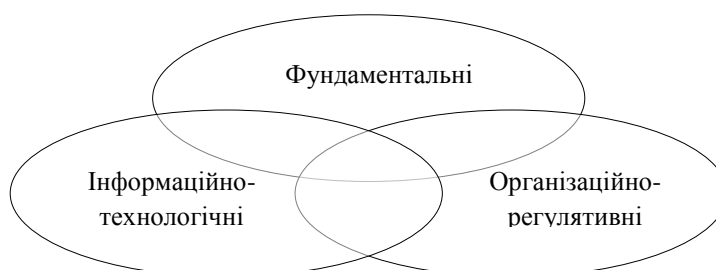 Фундаментальні
Інформаційно-
технологічні
Організаційно-
регулятивні